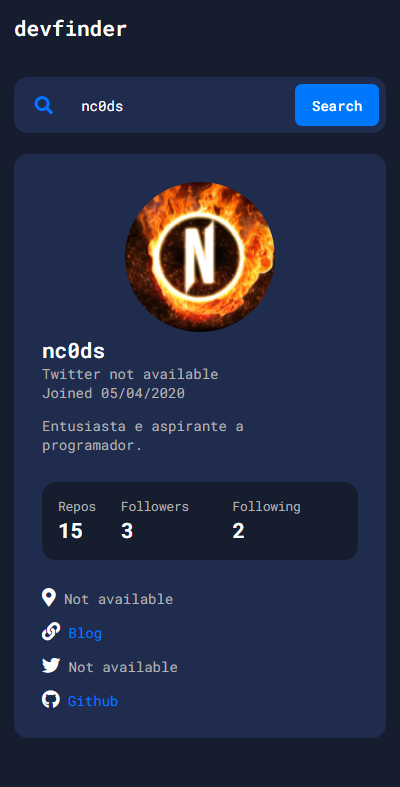 devfinder
nc0ds
Search
N
nc0ds
Twitter not available
Joined 05/04/2020
Entusiasta e aspirante a
programador.
Repos Followers Following
15 3 2
Not available
Blog
Not available
Github